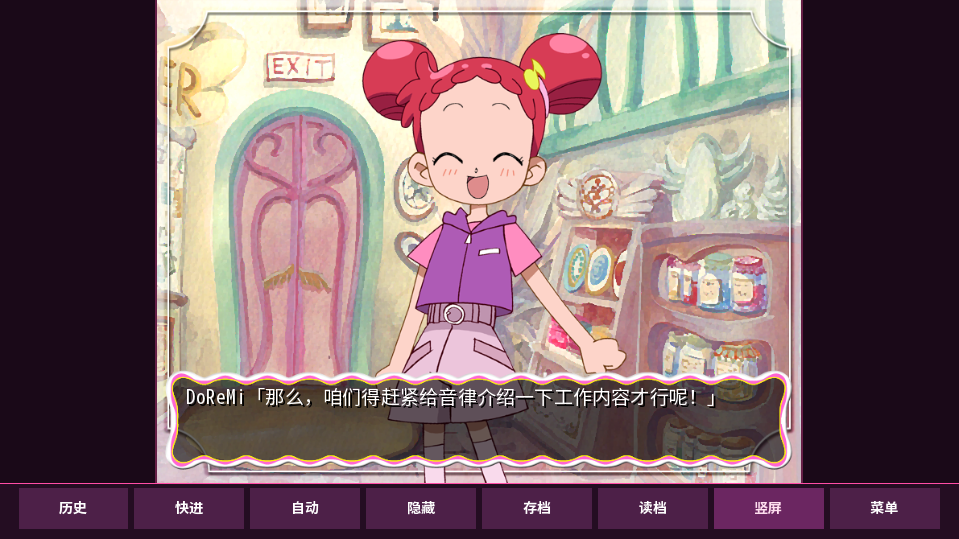 EXIT
DoReMi「那么，咱们得赶紧给音律介绍一下工作内容才行呢！」
历史
快进
自动
隐藏
存档
读档
竖屏
菜单